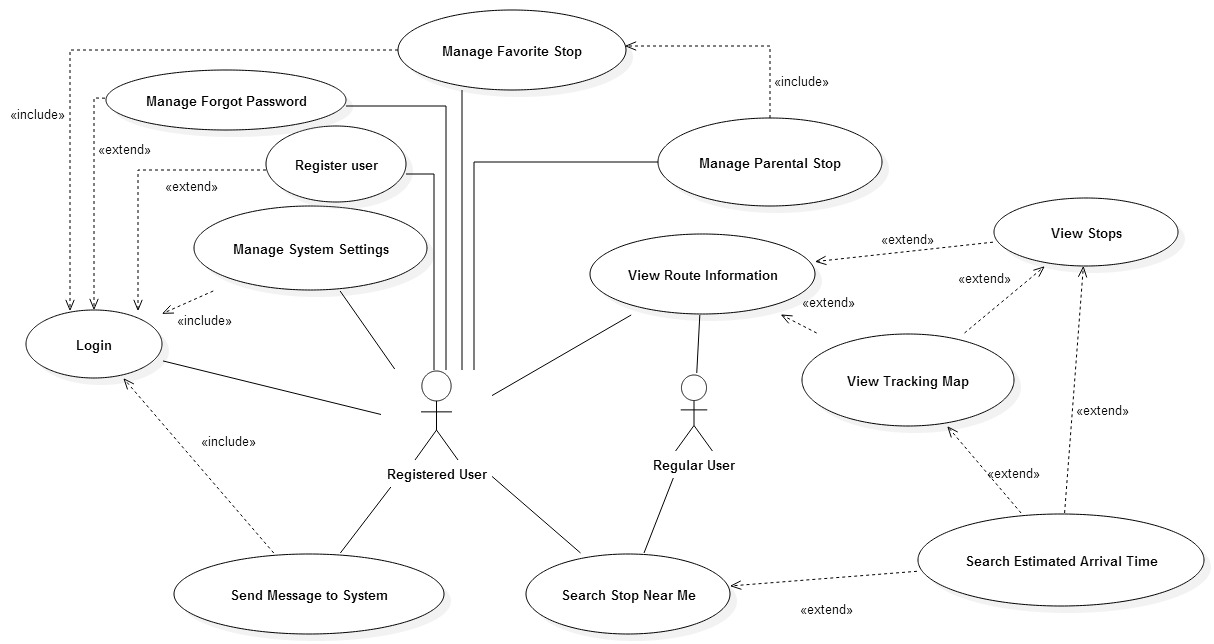 Manage Favorite Stop
«include»
Manage Forgot Password
«include»
«extend»
Register user
Manage Parental Stop
«extend»
View Stops
«extend»
Manage System Settings
View Route Information
«extend»
«extend»
«include»
Login
View Tracking Map
«extend»
«include»
Regular User
Registered User
«extend»
Search Estimated Arrival Time
Send Message to System
Search Stop Near Me
«extend»